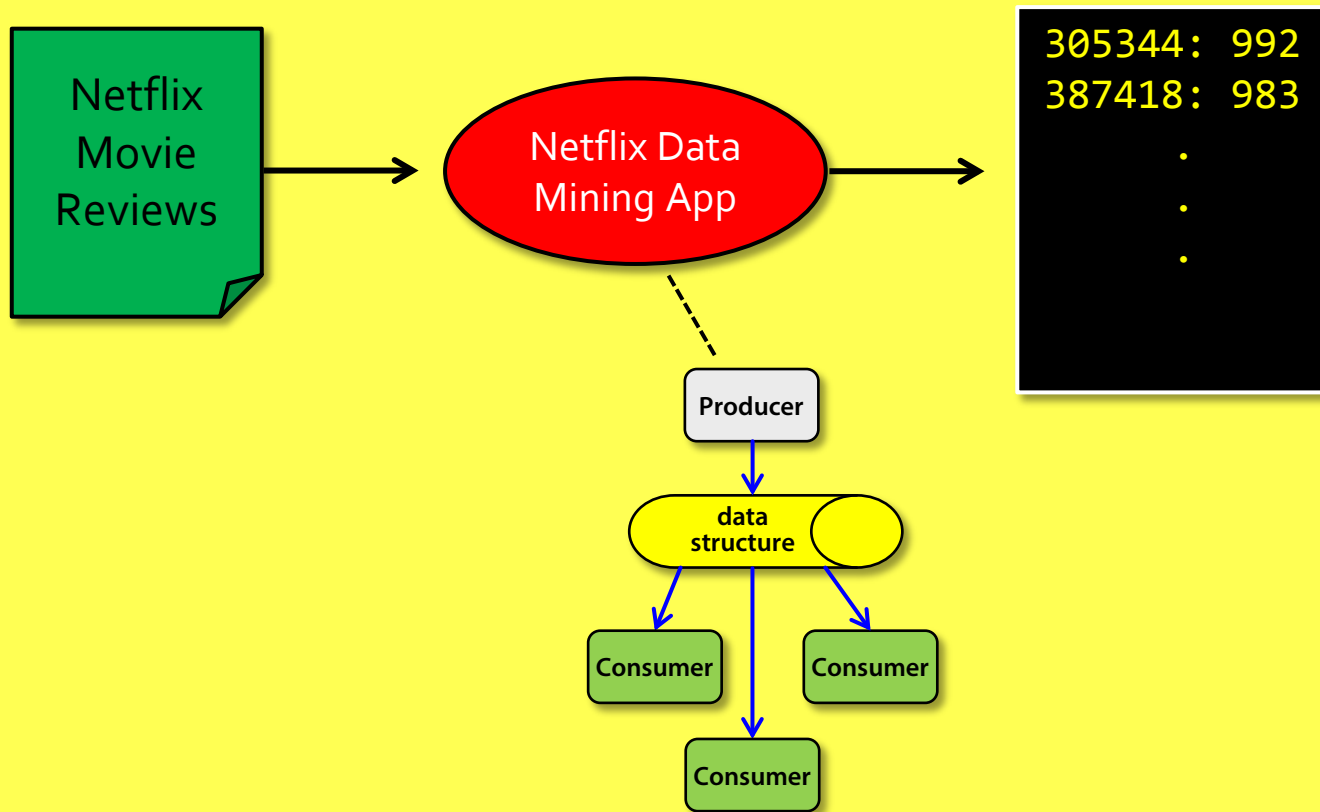 Netflix
Movie
Reviews
Netflix Data
Mining App
305344: 992
387418: 983
.
.
.
Producer
data
structure
Consumer
Consumer
Consumer